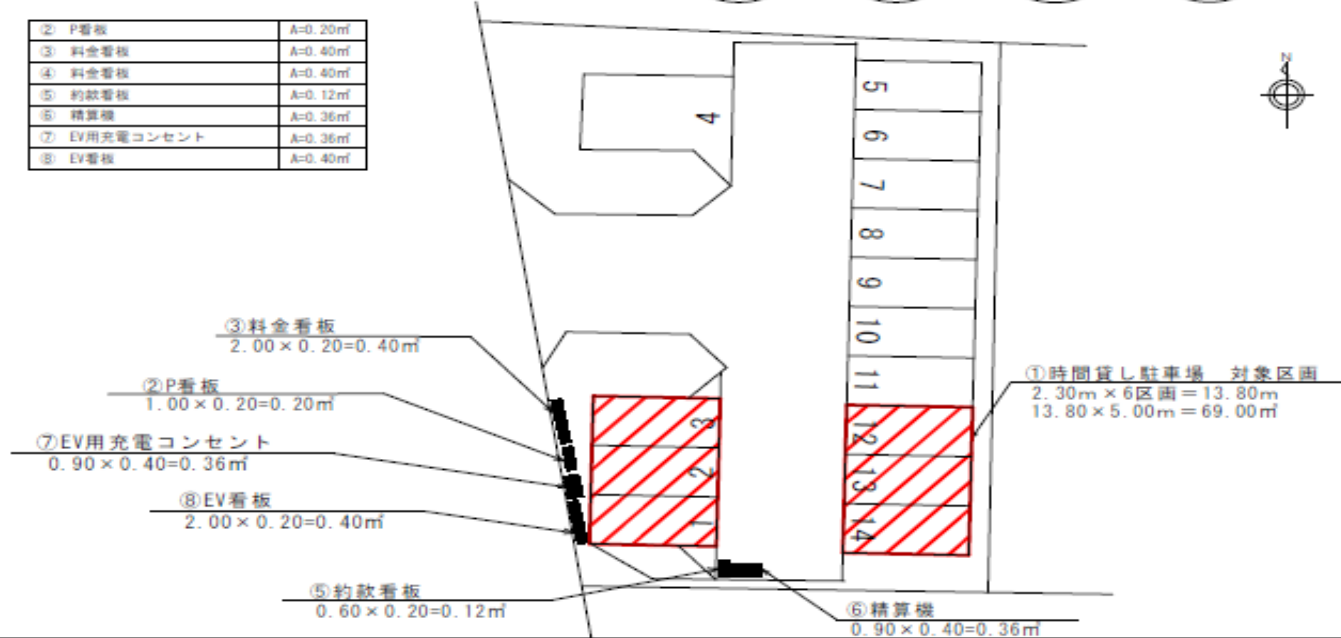 ② P看板 A=0.20㎡
③ 料金看板 A=0.40㎡
④ 料金看板 A=0.40㎡
⑤ 約款看板 A=0.12㎡
⑥ 精算機 A=0.36㎡
⑦ EV用充電コンセント A=0.36㎡
⑧ EV看板 A=0.40㎡
N
4
5
6
7
8
9
10
11
12
13
14
3
2
1
③料金看板
2.00×0.20=0.40㎡
②P看板
1.00×0.20=0.20㎡
⑦EV用充電コンセント
0.90×0.40=0.36㎡
⑧EV看板
2.00×0.20=0.40㎡
①時間貸し駐車場 対象区画
2.30m×6区画＝13.80m
13.80×5.00m＝69.00㎡
⑤約款看板
0.60×0.20=0.12㎡
⑥精算機
0.90×0.40=0.36㎡